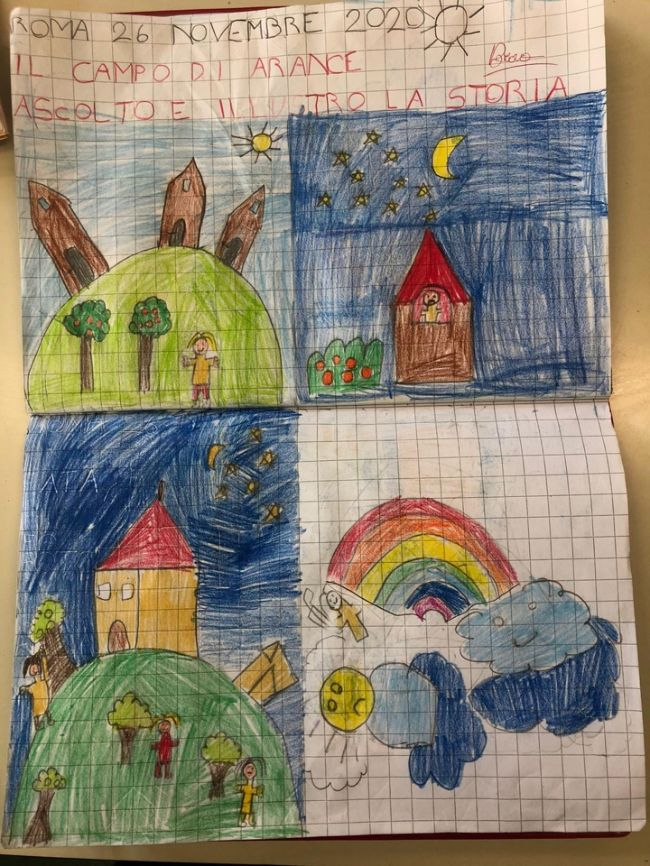 ROMA 26 NOVEMBRE 2020
IL CAMPO DI ARANCE
ASCOLTO E ILLUSTRO LA STORIA